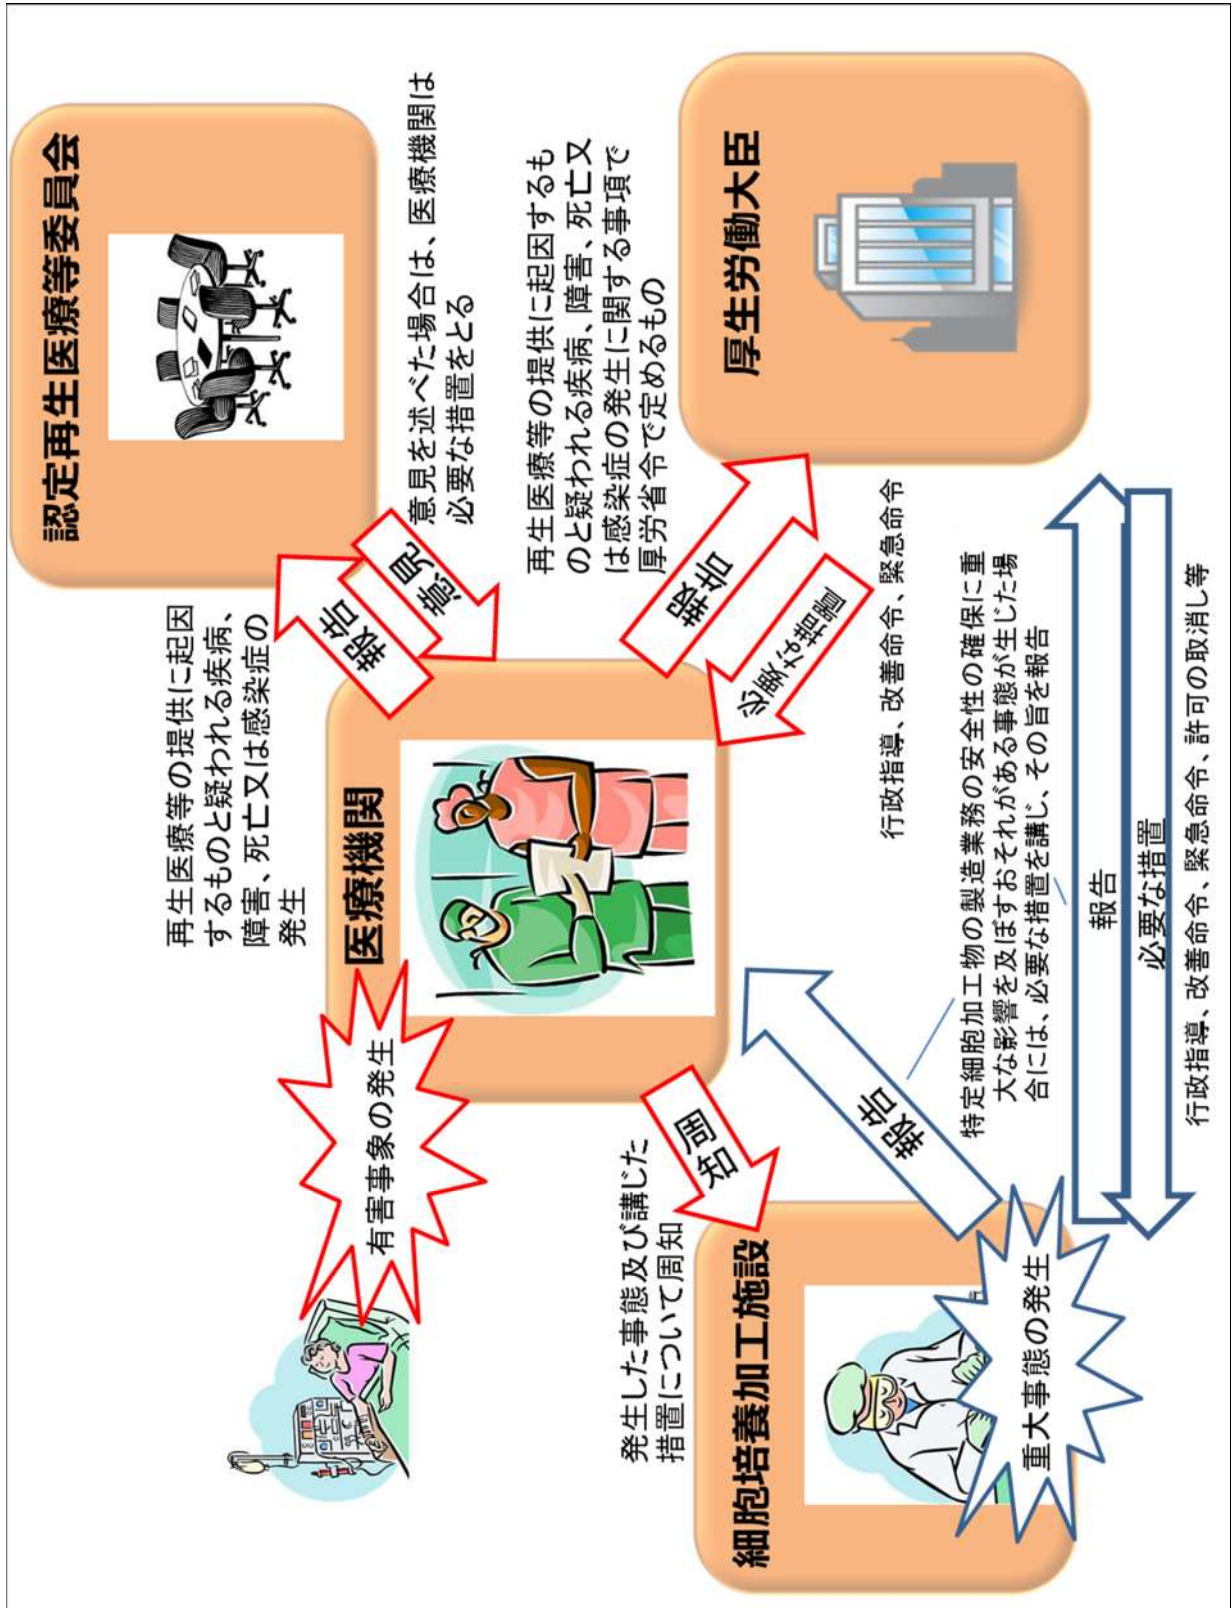 認定再生医療等委員会
再生医療等の提供に起因
するものと疑われる疾病、
障害、死亡又は感染症の
発生
報告
意見
意見を述べた場合は、医療機関は
必要な措置をとる
有害事象の発生
医療機関
再生医療等の提供に起因するも
のと疑われる疾病、障害、死亡又
は感染症の発生に関する事項で
厚労省令で定めるもの
報告
必要な措置
行政指導、改善命令、緊急命令
厚生労働大臣
発生した事態及び講じた
措置について周知
周知
細胞培養加工施設
報告
重大事態の発生
特定細胞加工物の製造業務の安全性の確保に重
大な影響を及ぼすおそれがある事態が生じた場
合には、必要な措置を講じ、その旨を報告
報告
必要な措置
行政指導、改善命令、緊急命令、許可の取消し等